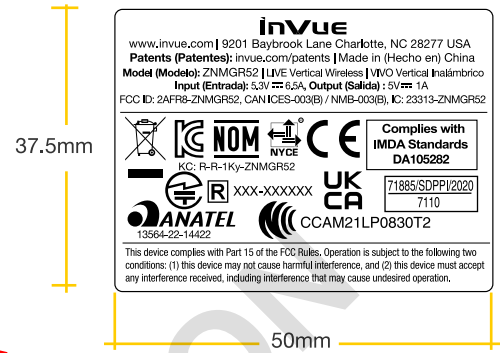 inVue
www.invue.com | 9201 Baybrook Lane Charlotte, NC 28277 USA
Patents (Patentes): invue.com/patents | Made in (Hecho en) China
Model (Modelo): ZNMGR52 | LIVE Vertical Wireless | VIVO Vertical Inalámbrico
Input (Entrada): 5.3V⎓6.5A, Output (Salida) : 5V⎓ 1A
FCC ID: 2AFR8-ZNMGR52, CAN ICES-003(B) / NMB-003(B), IC: 23313-ZNMGR52
37.5mm
NOM
NYCE
CE
Complies with
IMDA Standards
DA105282
KC: R-R-1Ky-ZNMGR52
R XXX-XXXXXX
UK
CA
71885/SDPPI/2020
7110
ANATEL
13564-22-14422
CCAM21LP0830T2
This device complies with Part 15 of the FCC Rules. Operation is subject to the following two
conditions: (1) this device may not cause harmful interference, and (2) this device must accept
any interference received, including interference that may cause undesired operation.
50mm